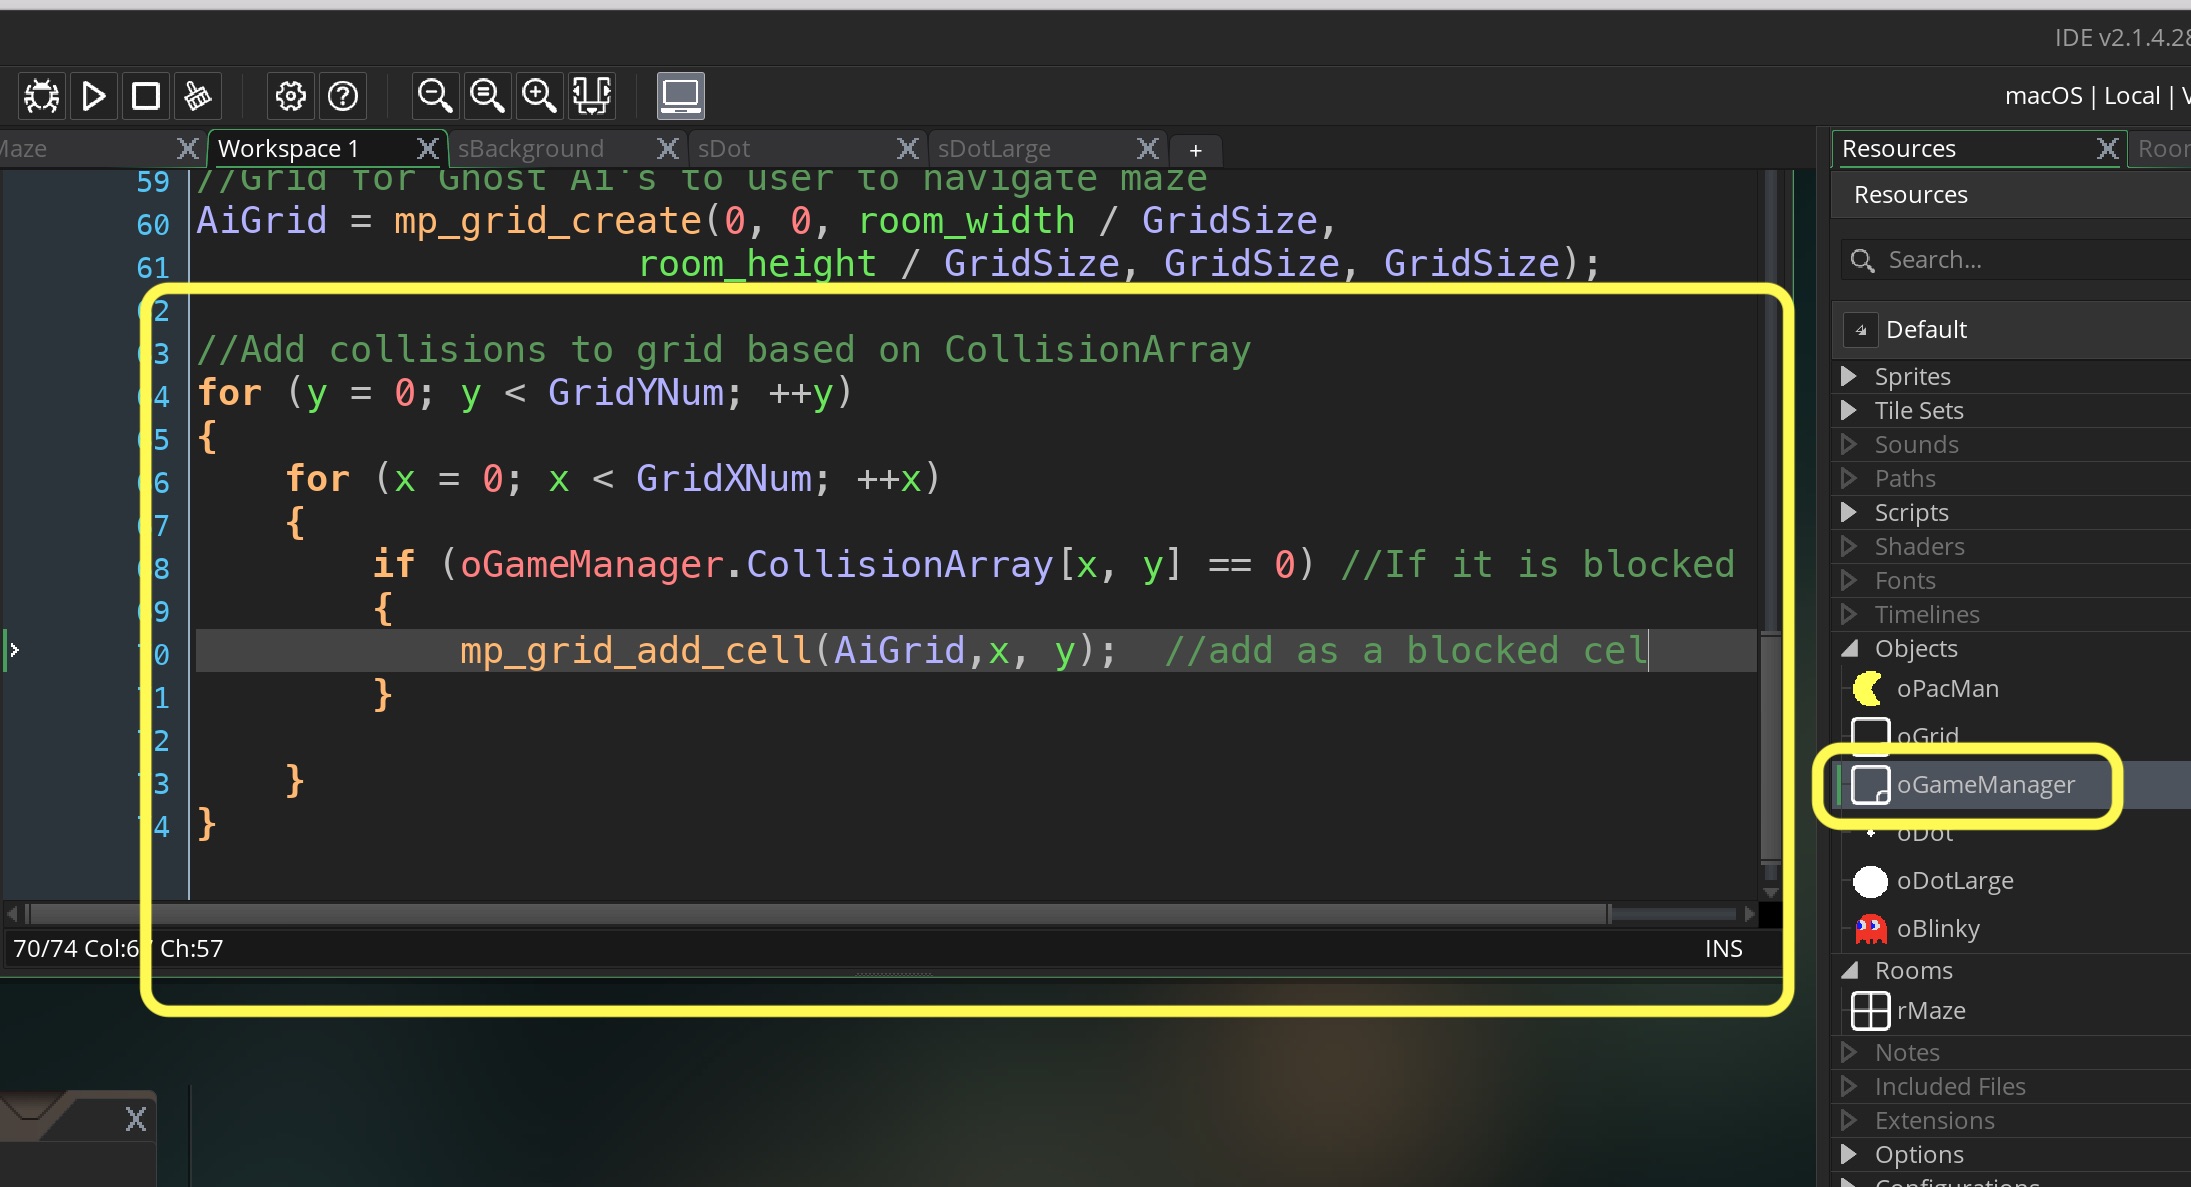 IDE v2.1.4.28
macOS | Local |
Maze
Workspace 1
sBackground
sDot
sDotLarge
+
Resources
Roon
59 //Grid for Ghost Ai's to user to navigate maze
60 AiGrid = mp_grid_create(0, 0, room_width / GridSize,
61 room_height / GridSize, GridSize, GridSize);
62
63 //Add collisions to grid based on CollisionArray
64 for (y = 0; y < GridYNum; ++y)
65 {
66 for (x = 0; x < GridXNum; ++x)
67 {
68 if (oGameManager.CollisionArray[x, y] == 0) //If it is blocked
69 {
70 mp_grid_add_cell(AiGrid,x, y); //add as a blocked cel
71 }
72
73 }
74 }
70/74 Col:6 Ch:57
INS
Resources
Search...
Default
Sprites
Tile Sets
Sounds
Paths
Scripts
Shaders
Fonts
Timelines
Objects
oPacMan
oGrid
oGameManager
oDot
oDotLarge
oBlinky
Rooms
rMaze
Notes
Included Files
Extensions
Options
Configurations